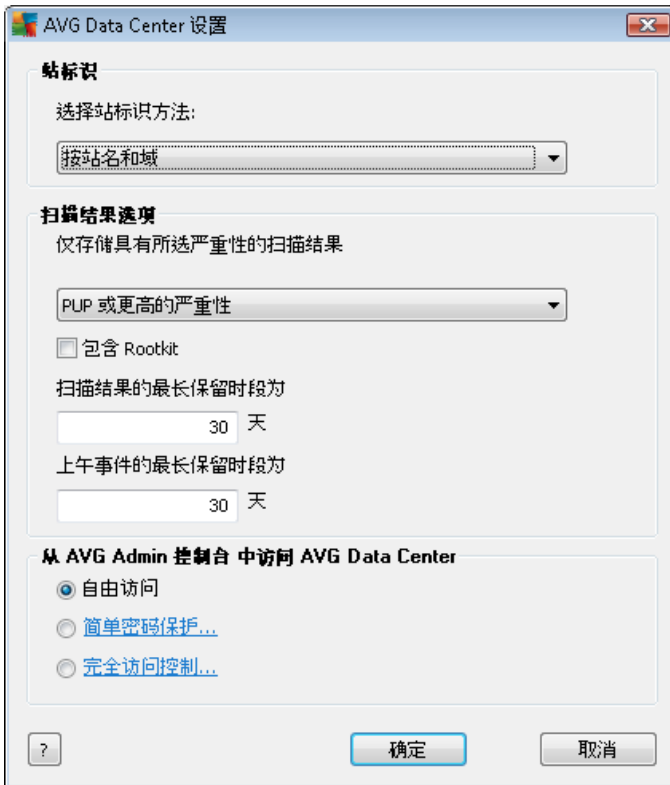 AVG Data Center 设置
站标识
选择站标识方法:
按站名和域
扫描结果选项
仅存储具有所选严重性的扫描结果
PUP 或更高的严重性
包含 Rootkit
扫描结果的最长保留时段为
30 天
上午事件的最长保留时段为
30 天
从 AVG Admin 控制台 中访问 AVG Data Center
自由访问
简单密码保护...
完全访问控制...
? 确定 取消